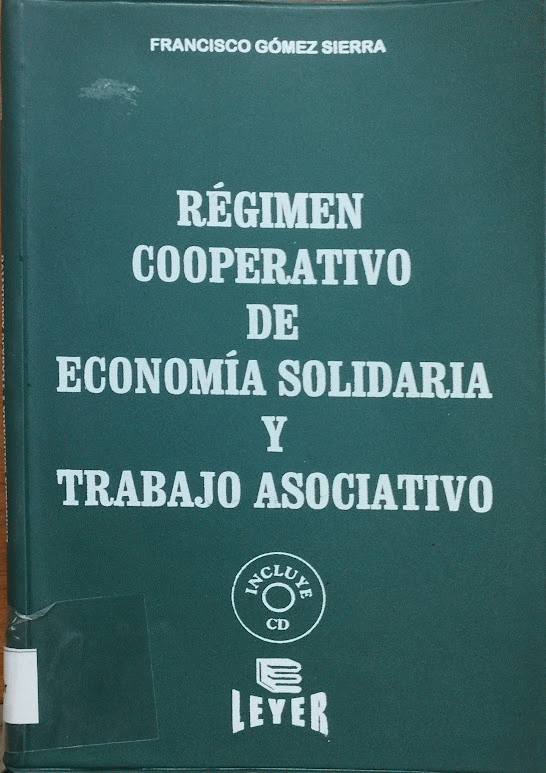 FRANCISCO GÓMEZ SIERRA
RÉGIMEN
COOPERATIVO
DE
ECONOMÍA SOLIDARIA
Y
TRABAJO ASOCIATIVO
INCLUYE
CD
LEYER